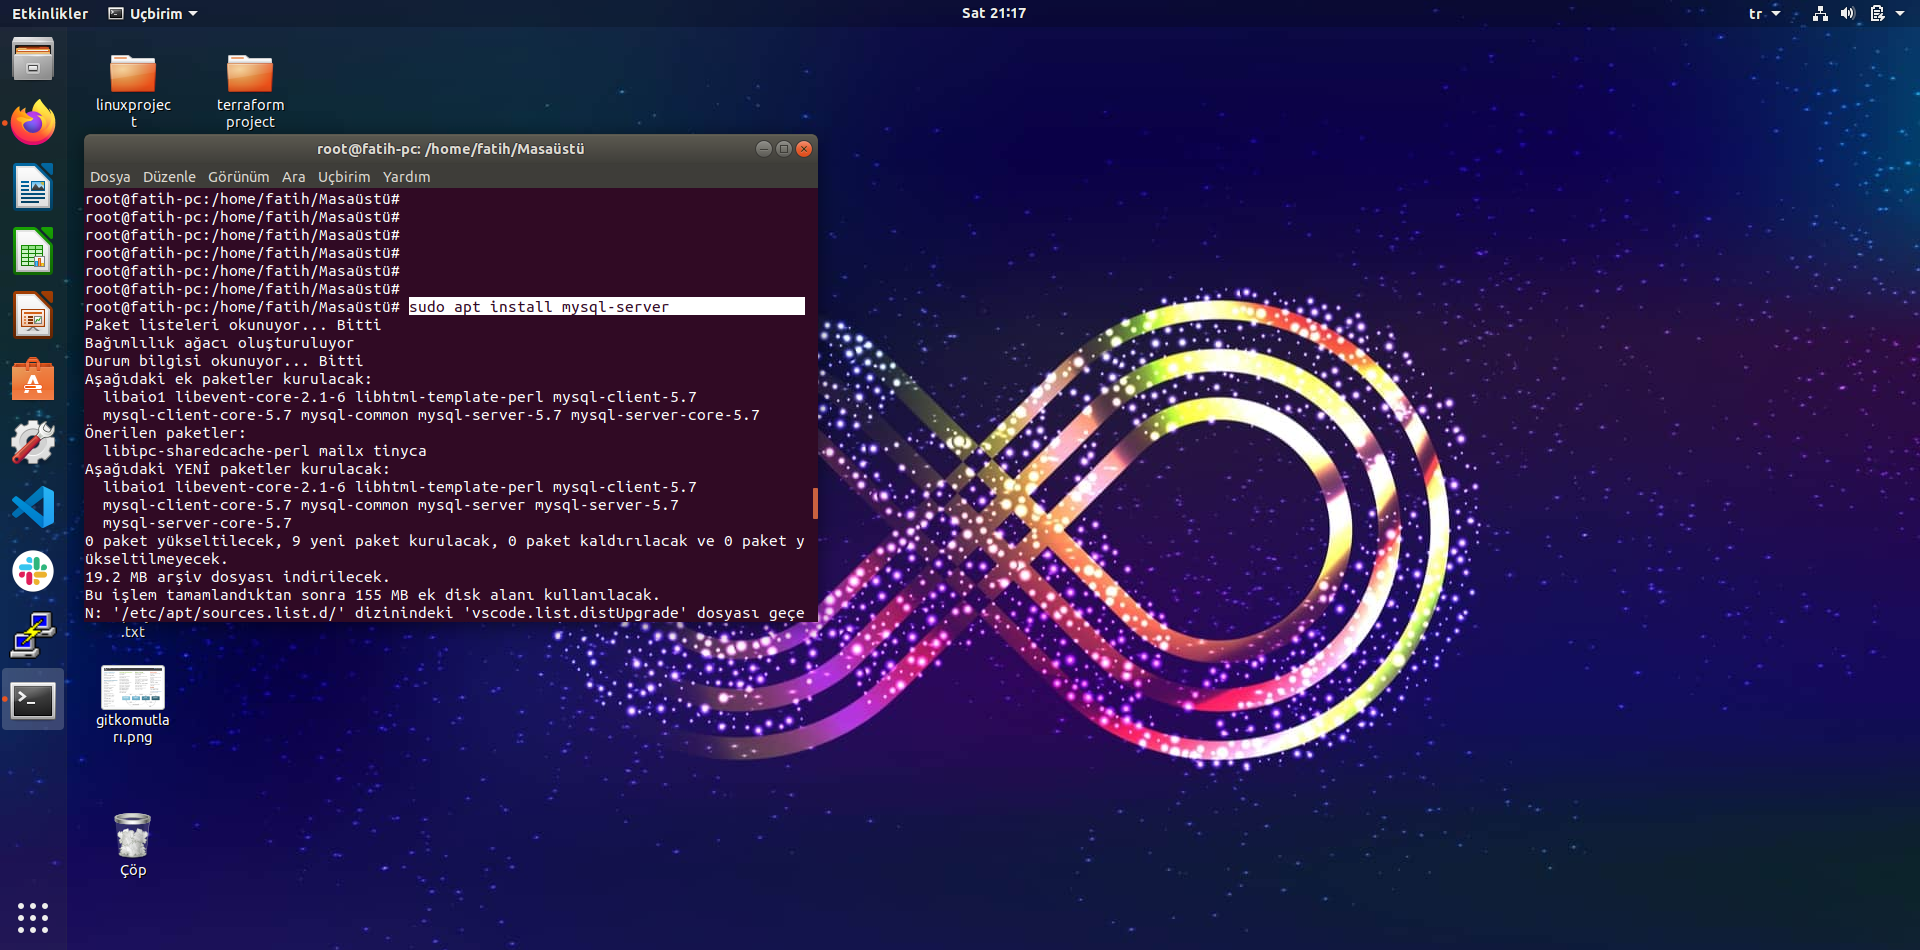 Etkinlikler
Uçbirim
Sat 21:17
tr
linuxprojec
t
terraform
project
root@fatih-pc: /home/fatih/Masaüstü
Dosya Düzenle Görünüm Ara Uçbirim Yardım
root@fatih-pc:/home/fatih/Masaüstü#
root@fatih-pc:/home/fatih/Masaüstü#
root@fatih-pc:/home/fatih/Masaüstü#
root@fatih-pc:/home/fatih/Masaüstü#
root@fatih-pc:/home/fatih/Masaüstü#
root@fatih-pc:/home/fatih/Masaüstü#
root@fatih-pc:/home/fatih/Masaüstü# sudo apt install mysql-server
Paket listeleri okunuyor... Bitti
Bağımlılık ağacı oluşturuluyor
Durum bilgisi okunuyor... Bitti
Aşağıdaki ek paketler kurulacak:
libaio1 libevent-core-2.1-6 libhtml-template-perl mysql-client-5.7
mysql-client-core-5.7 mysql-common mysql-server-5.7 mysql-server-core-5.7
Önerilen paketler:
libipc-sharedcache-perl mailx tinyca
Aşağıdaki YENİ paketler kurulacak:
libaio1 libevent-core-2.1-6 libhtml-template-perl mysql-client-5.7
mysql-client-core-5.7 mysql-common mysql-server mysql-server-5.7
mysql-server-core-5.7
0 paket yükseltilecek, 9 yeni paket kurulacak, 0 paket kaldırılacak ve 0 paket y
ükseltilmeyecek.
19.2 MB arşiv dosyası indirilecek.
Bu işlem tamamlandıktan sonra 155 MB ek disk alanı kullanılacak.
N: '/etc/apt/sources.list.d/' dizinindeki 'vscode.list.distUpgrade' dosyası geçe
.txt
gitkomutla
rı.png
Çöp